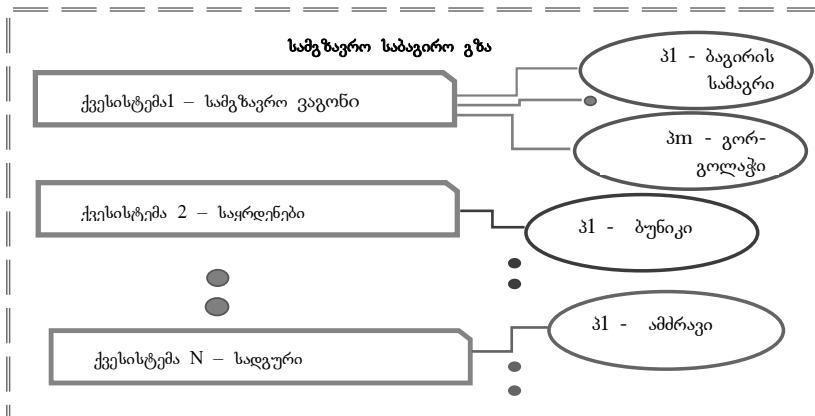 სამგზავრო საბაგირო გზა
ქვესისტემა1 – სამგზავრო ვაგონი
პ1 - ბაგირის
სამაგრი
პm - გორ-
გოლაჭი
ქვესისტემა 2 – საყრდენები
პ1 - ბუნიკი
ქვესისტემა N – სადგური
პ1 - ამძრავი